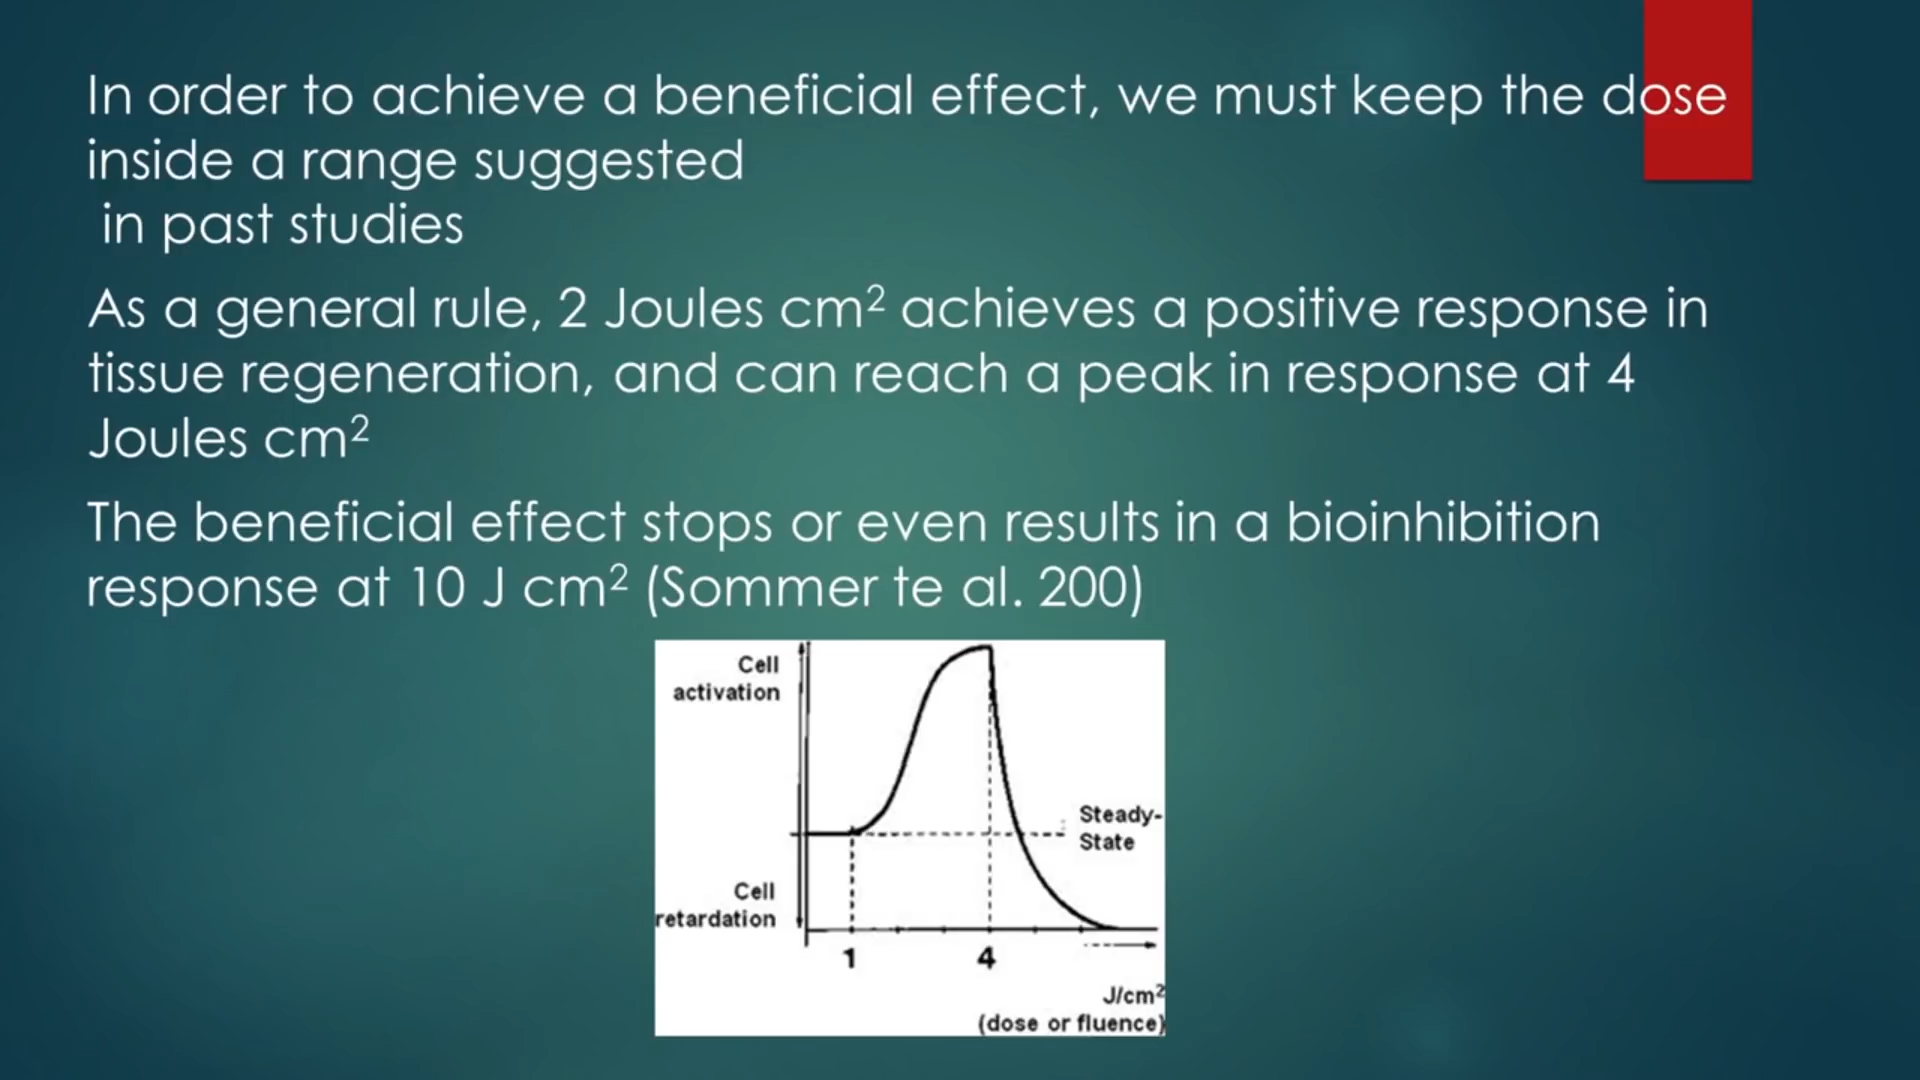 In order to achieve a beneficial effect, we must keep the dose
inside a range suggested
in past studies
As a general rule, 2 Joules cm² achieves a positive response in
tissue regeneration, and can reach a peak in response at 4
Joules cm²
The beneficial effect stops or even results in a bioinhibition
response at 10 J cm² (Sommer te al. 200)
Cell
activation
Steady-
State
Cell
retardation
1
4
J/cm²
(dose or fluence)